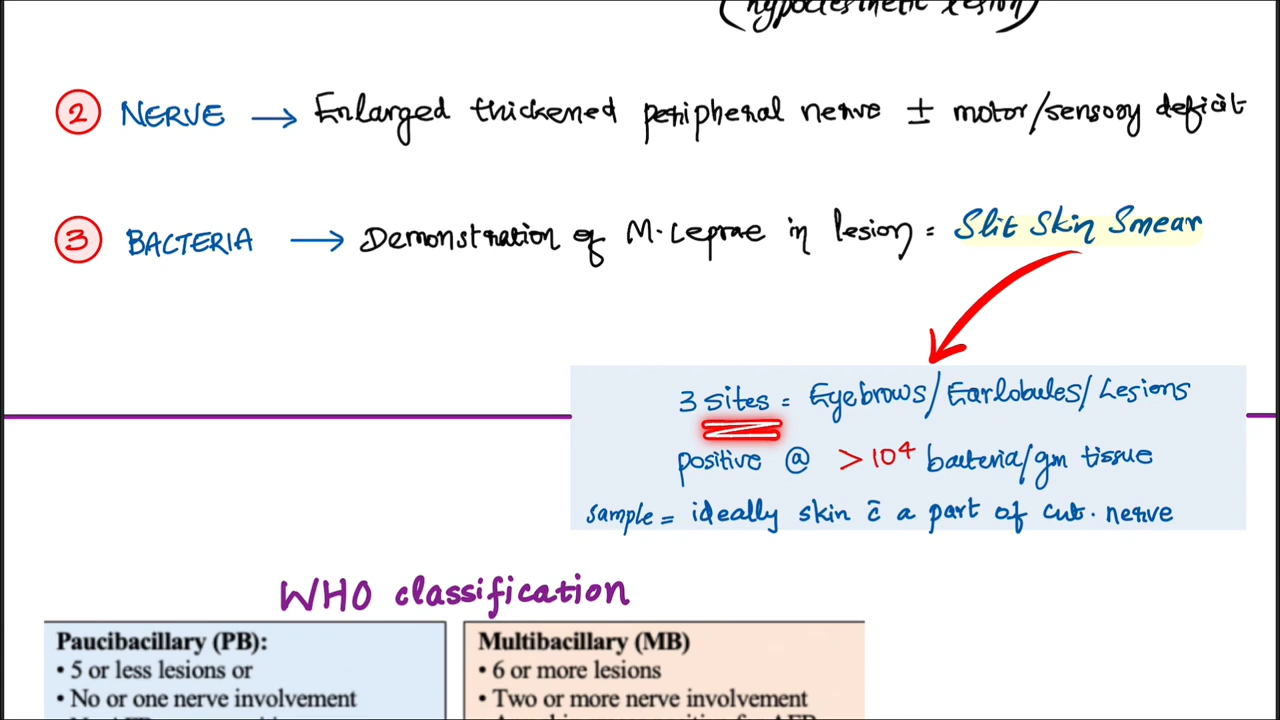 (hypoaesthetic lesion)
② NERVE → Enlarged thickened peripheral nerve ± motor/sensory deficit
③ BACTERIA → Demonstration of M. Leprae in lesion = Slit Skin Smear
3 sites = Eyebrows/Earlobules/Lesions
positive @ >10⁴ bacteria/gm tissue
sample = ideally skin c̄ a part of cut. nerve
WHO classification
Paucibacillary (PB):
• 5 or less lesions or
• No or one nerve involvement
Multibacillary (MB)
• 6 or more lesions
• Two or more nerve involvement